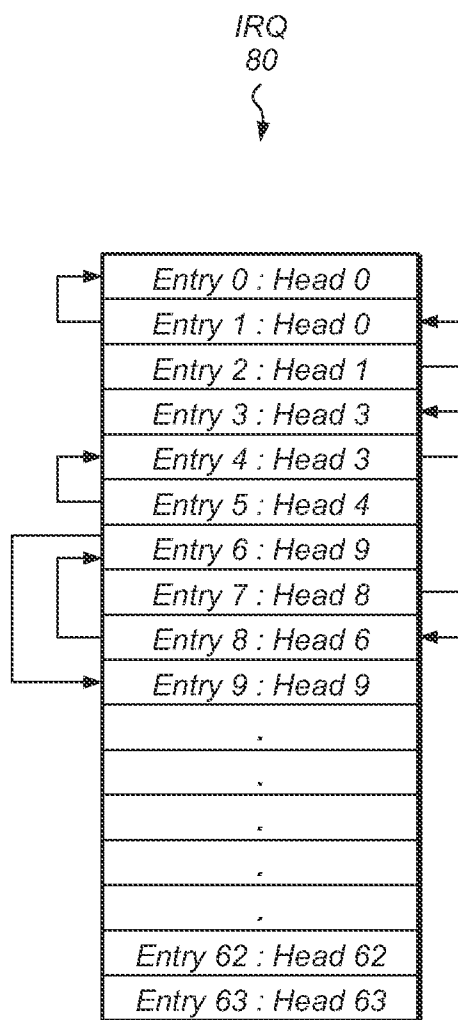 IRQ
80
Entry 0 : Head 0
Entry 1 : Head 0
Entry 2 : Head 1
Entry 3 : Head 3
Entry 4 : Head 3
Entry 5 : Head 4
Entry 6 : Head 9
Entry 7 : Head 8
Entry 8 : Head 6
Entry 9 : Head 9
.
.
.
.
.
Entry 62 : Head 62
Entry 63 : Head 63